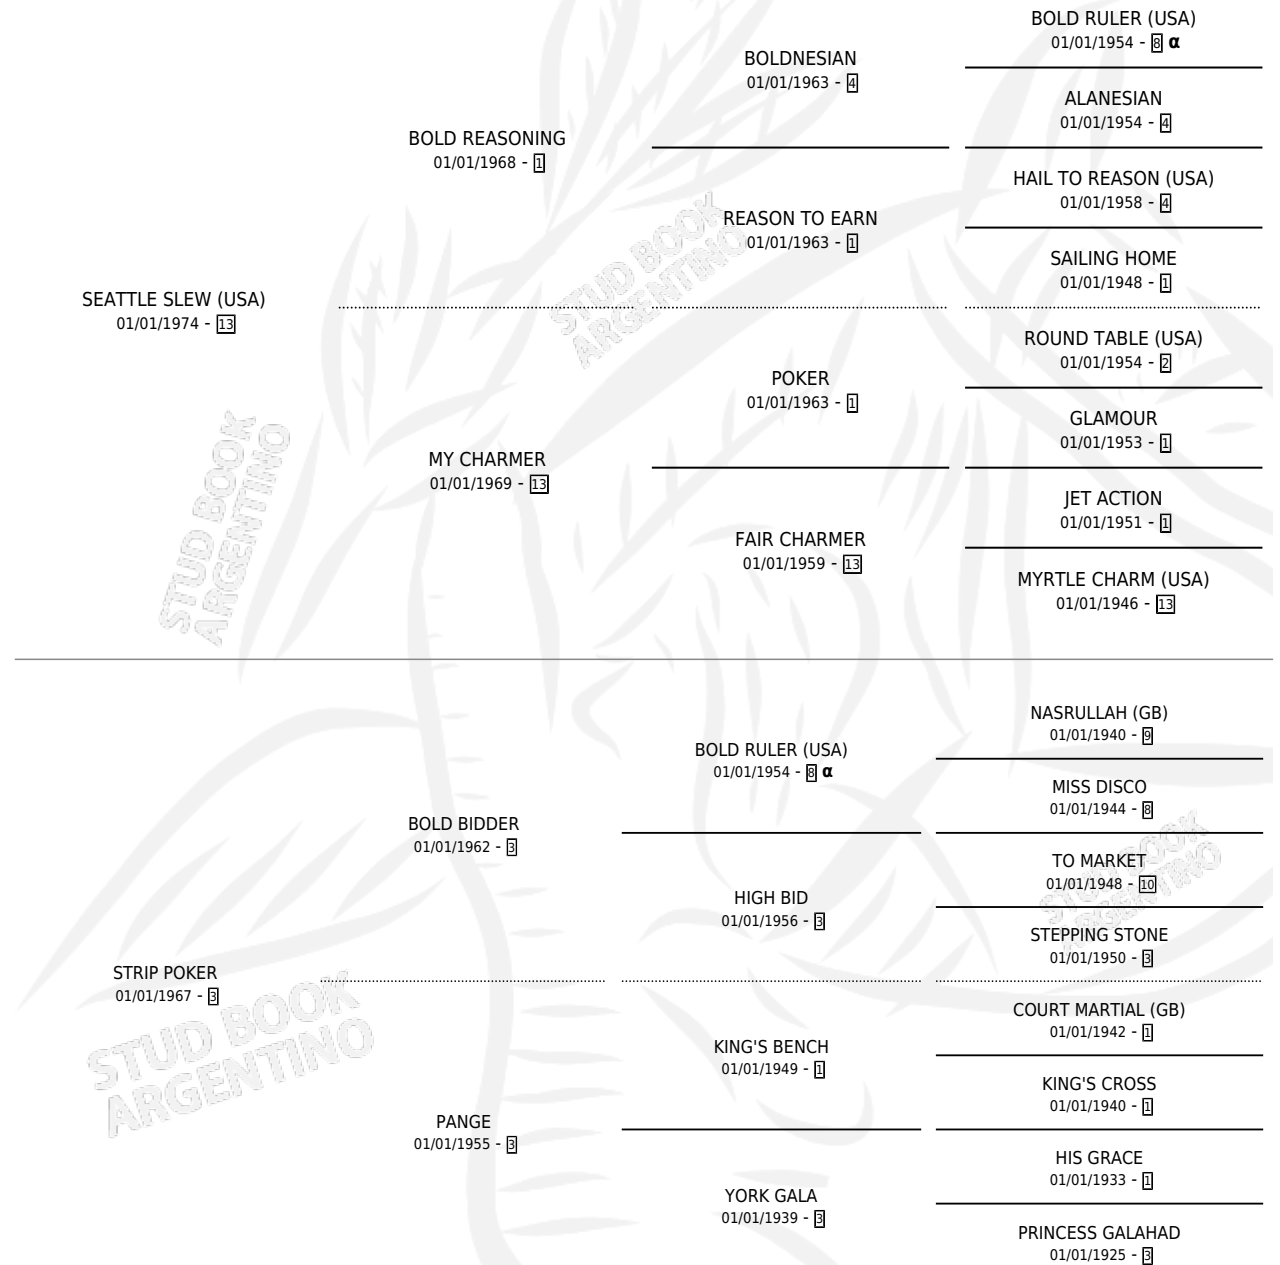 BOLD RULER (USA)
01/01/1954 - 8 α
BOLDNESIAN
01/01/1963 - 4
ALANESIAN
01/01/1954 - 4
BOLD REASONING
01/01/1968 - 1
HAIL TO REASON (USA)
01/01/1958 - 4
REASON TO EARN
01/01/1963 - 1
SAILING HOME
01/01/1948 - 1
SEATTLE SLEW (USA)
01/01/1974 - 13
ROUND TABLE (USA)
01/01/1954 - 2
POKER
01/01/1963 - 1
GLAMOUR
01/01/1953 - 1
MY CHARMER
01/01/1969 - 13
JET ACTION
01/01/1951 - 1
FAIR CHARMER
01/01/1959 - 13
MYRTLE CHARM (USA)
01/01/1946 - 13
STUD BOOK
ARGENTINO
STUD BOOK
ARGENTINO
NASRULLAH (GB)
01/01/1940 - 9
BOLD RULER (USA)
01/01/1954 - 8 α
MISS DISCO
01/01/1944 - 8
BOLD BIDDER
01/01/1962 - 3
TO MARKET
01/01/1948 - 10
HIGH BID
01/01/1956 - 3
STEPPING STONE
01/01/1950 - 3
STRIP POKER
01/01/1967 - 3
COURT MARTIAL (GB)
01/01/1942 - 1
KING'S BENCH
01/01/1949 - 1
KING'S CROSS
01/01/1940 - 1
PANGE
01/01/1955 - 3
HIS GRACE
01/01/1933 - 1
YORK GALA
01/01/1939 - 3
PRINCESS GALAHAD
01/01/1925 - 3
STUD BOOK
ARGENTINO
STUD BOOK
ARGENTINO